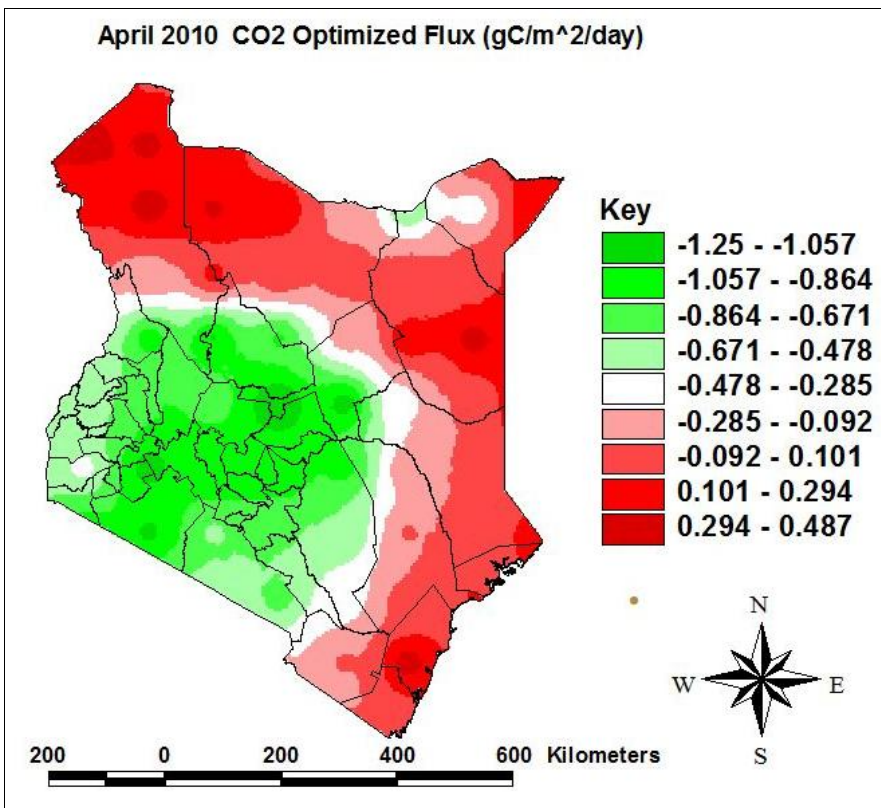 April 2010 CO2 Optimized Flux (gC/m^2/day)
Key
-1.25 - -1.057
-1.057 - -0.864
-0.864 - -0.671
-0.671 - -0.478
-0.478 - -0.285
-0.285 - -0.092
-0.092 - 0.101
0.101 - 0.294
0.294 - 0.487
N
W E
S
200 0 200 400 600 Kilometers